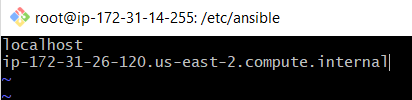 root@ip-172-31-14-255: /etc/ansible
localhost
ip-172-31-26-120.us-east-2.compute.internal
~
~